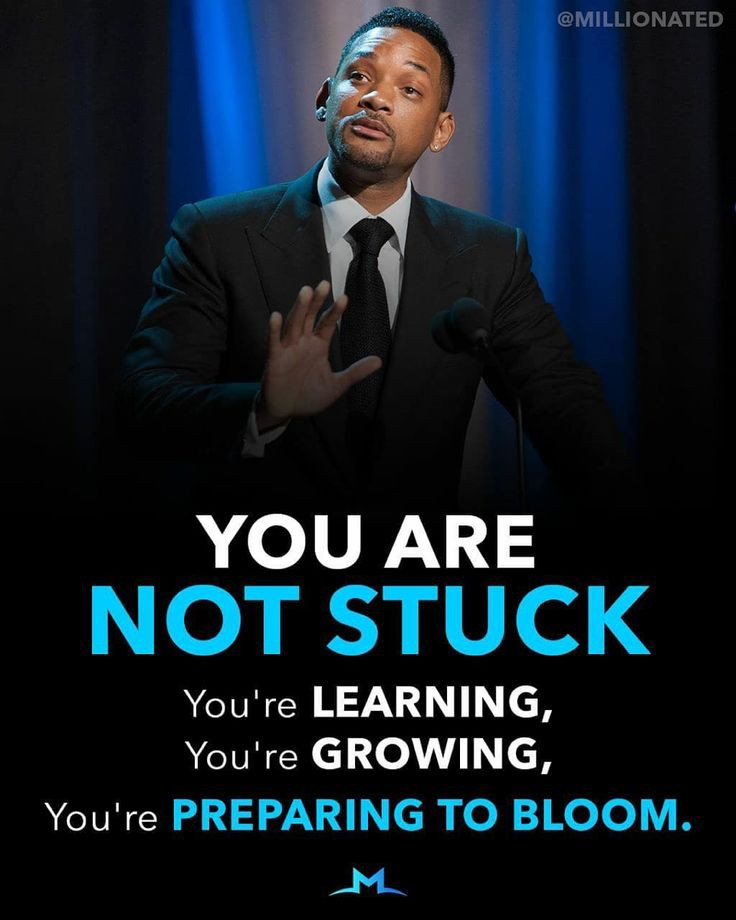 @MILLIONATED
YOU ARE
NOT STUCK
You're LEARNING,
You're GROWING,
You're PREPARING TO BLOOM.
M